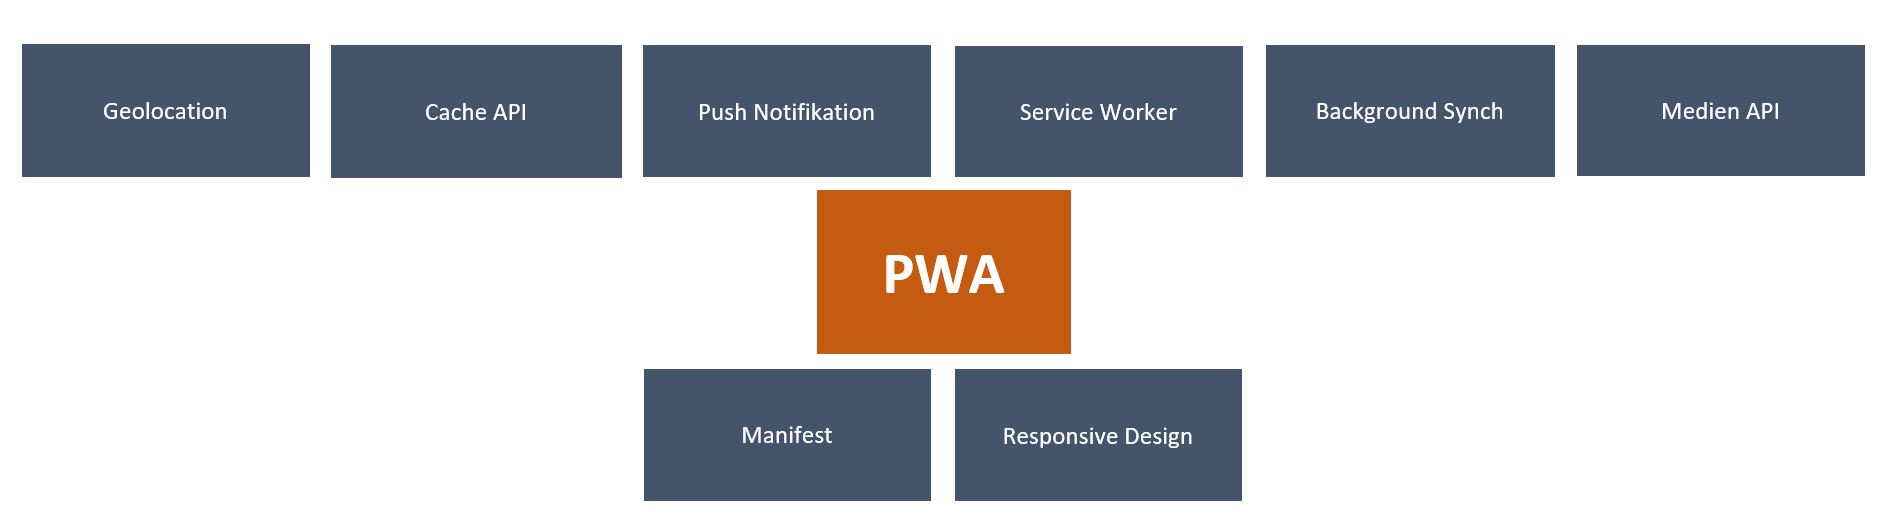 Geolocation
Cache API
Push Notifikation
Service Worker
Background Synch
Medien API
PWA
Manifest
Responsive Design